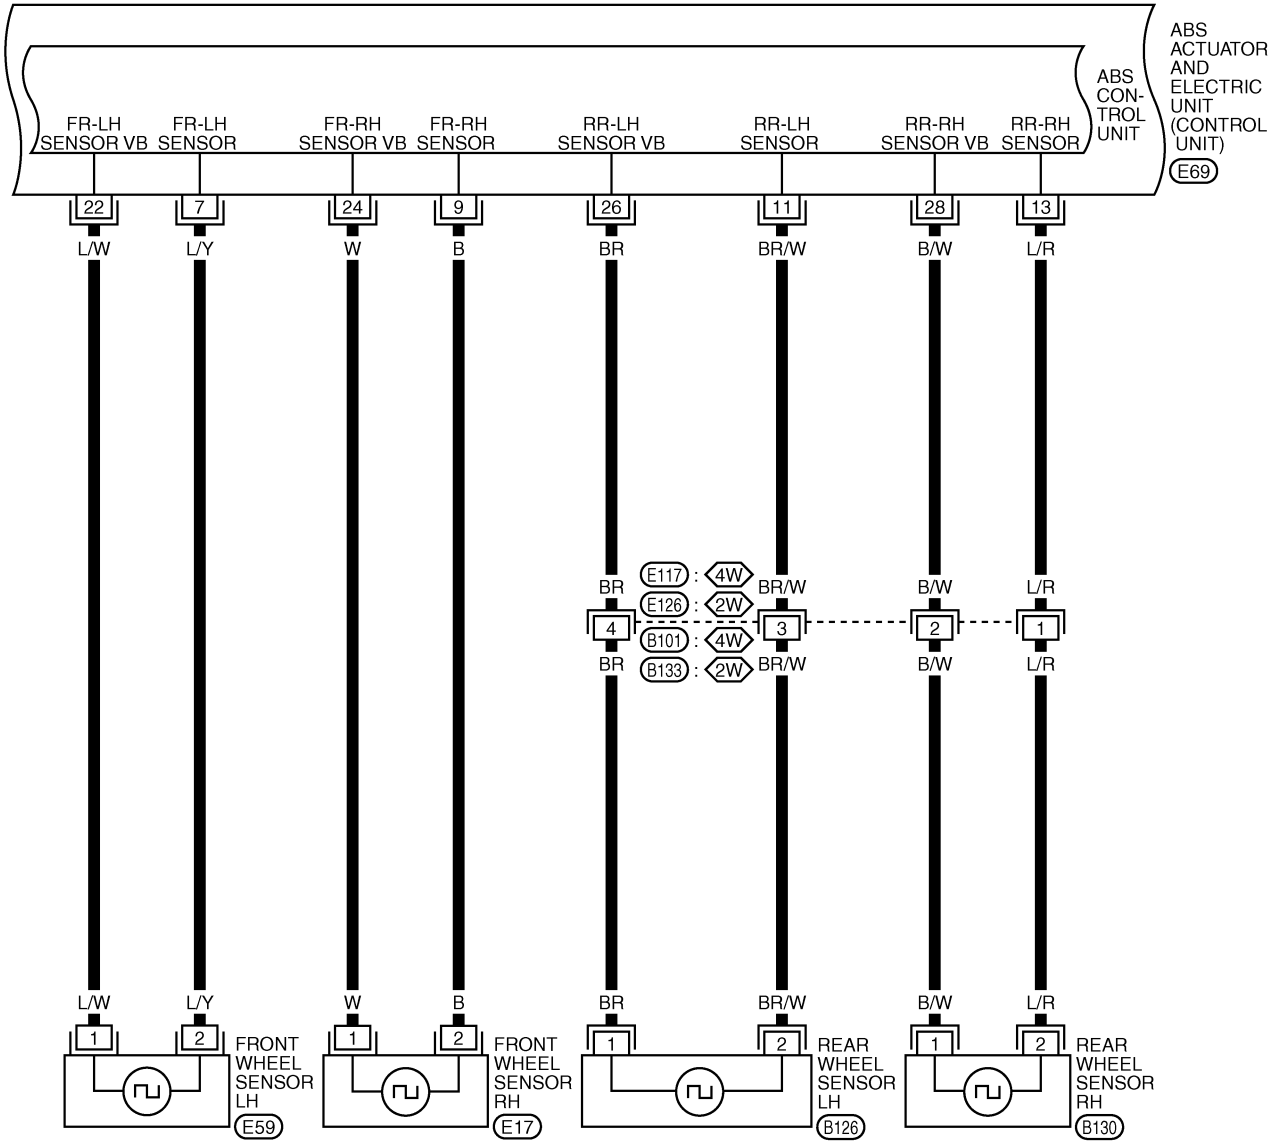 ABS
ACTUATOR
AND
ELECTRIC
UNIT
(CONTROL
UNIT)
E69
ABS
CON-
TROL
UNIT
FR-LH
SENSOR VB
FR-LH
SENSOR
FR-RH
SENSOR VB
FR-RH
SENSOR
RR-LH
SENSOR VB
RR-LH
SENSOR
RR-RH
SENSOR VB
RR-RH
SENSOR
22 7 24 9 26 11 28 13
L/W L/Y W B BR BR/W B/W L/R
E117 : 4W
BR BR/W B/W L/R
E126 : 2W
4 3 2 1
B101 : 4W
BR BR/W B/W L/R
B133 : 2W
L/W L/Y W B BR BR/W B/W L/R
1 2 1 2 1 2 1 2
FRONT
WHEEL
SENSOR
LH
E59
FRONT
WHEEL
SENSOR
RH
E17
REAR
WHEEL
SENSOR
LH
B126
REAR
WHEEL
SENSOR
RH
B130